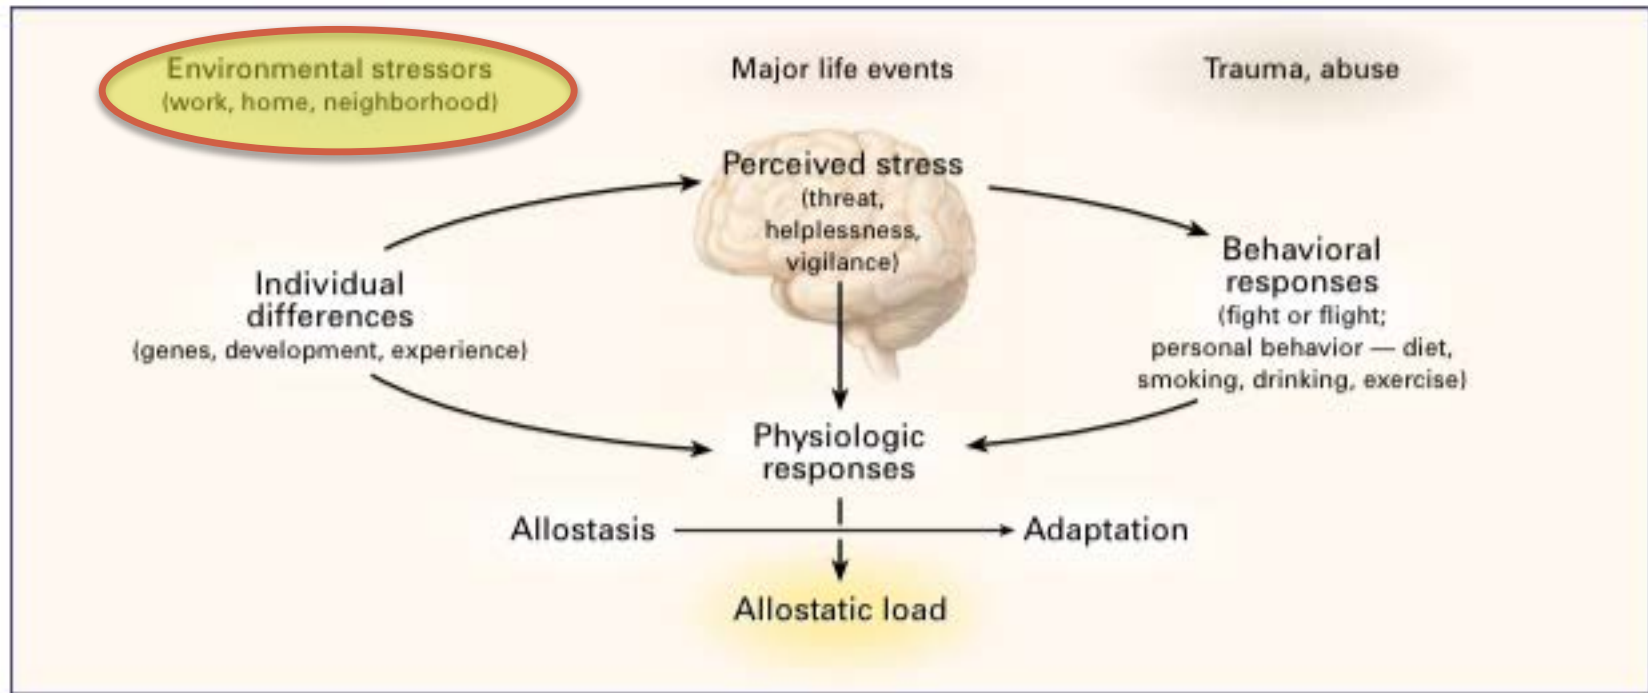 Environmental stressors
(work, home, neighborhood)
Major life events
Trauma, abuse
Perceived stress
(threat,
helplessness,
vigilance)
Individual
differences
(genes, development, experience)
Behavioral
responses
(fight or flight;
personal behavior — diet,
smoking, drinking, exercise)
Physiologic
responses
Allostasis
Adaptation
Allostatic load